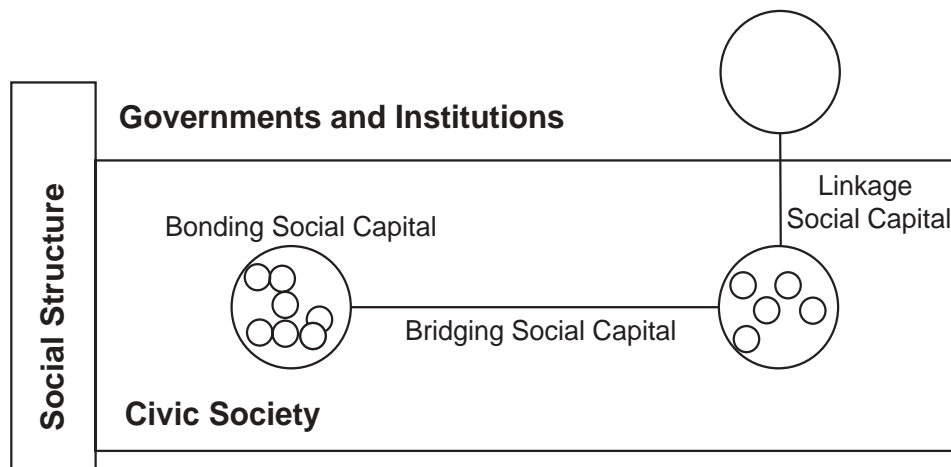 Governments and Institutions
Linkage
Social Capital
Bonding Social Capital
Bridging Social Capital
Civic Society
Social Structure